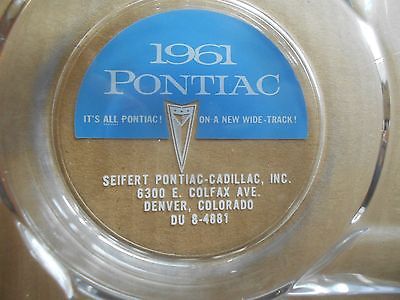 1961
PONTIAC
IT'S ALL PONTIAC! ON A NEW WIDE-TRACK!
SEIFERT PONTIAC-CADILLAC, INC.
6300 E. COLFAX AVE.
DENVER, COLORADO
DU 8-4881